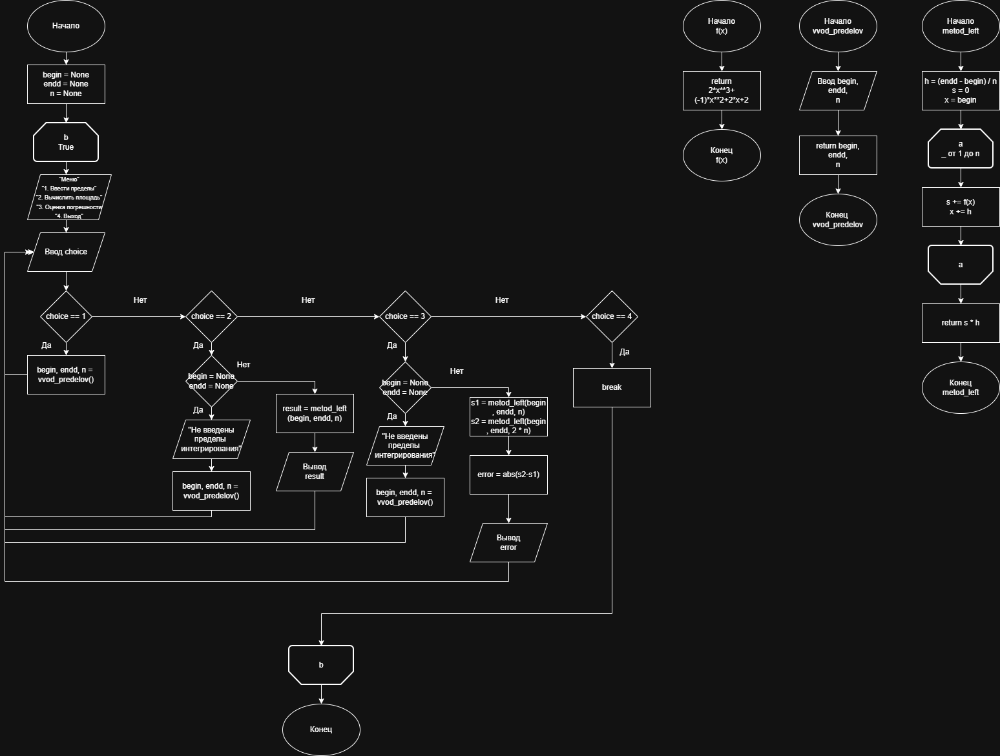 Начало
begin = None
endd = None
n = None
b
True
"Меню"
"1. Ввести пределы"
"2. Вычислить площадь"
"3. Оценка погрешности
"4. Выход"
Ввод choice
choice == 1
Нет
choice == 2
Нет
choice == 3
Нет
choice == 4
Да
begin, endd, n =
vvod_predelov()
Да
begin = None
endd = None
Нет
Да
"Не введены
пределы
интегрирования"
begin, endd, n =
vvod_predelov()
result = metod_left
(begin, endd, n)
Вывод
result
Да
begin = None
endd = None
Нет
Да
"Не введены
пределы
интегрирования"
begin, endd, n =
vvod_predelov()
s1 = metod_left(begin
, endd, n)
s2 = metod_left(begin
, endd, 2 * n)
error = abs(s2-s1)
Вывод
error
Да
break
b
Конец
Начало
f(x)
return
2*x**3+
(-1)*x**2+2*x+2
Конец
f(x)
Начало
vvod_predelov
Ввод begin,
endd,
n
return begin,
endd,
n
Конец
vvod_predelov
Начало
metod_left
h = (endd - begin) / n
s = 0
x = begin
a
_ от 1 до n
s += f(x)
x += h
a
return s * h
Конец
metod_left